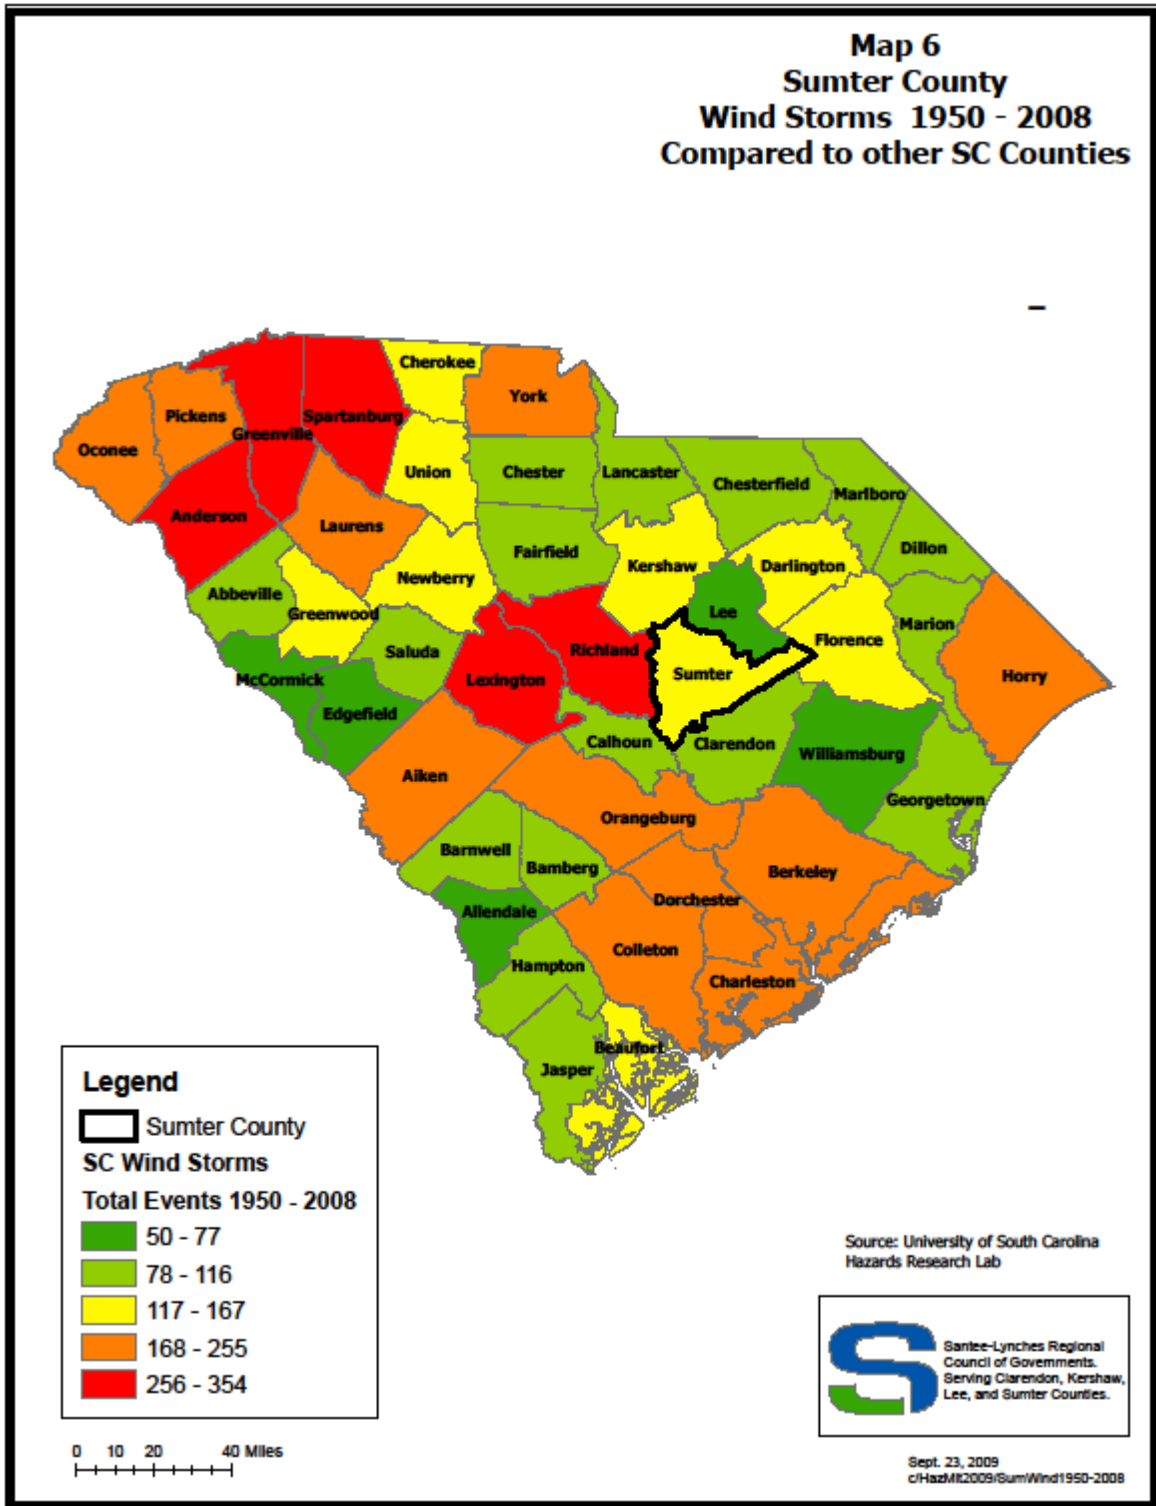 Map 6
Sumter County
Wind Storms 1950 - 2008
Compared to other SC Counties
Cherokee
York
Pickens
Spartanburg
Greenville
Oconee
Union
Chester
Lancaster
Chesterfield
Marlboro
Anderson
Laurens
Fairfield
Dillon
Kershaw
Darlington
Newberry
Abbeville
Greenwood
Lee
Marion
Florence
Saluda
Richland
McCormick
Lexington
Sumter
Horry
Edgefield
Calhoun
Clarendon
Williamsburg
Aiken
Georgetown
Orangeburg
Barnwell
Bamberg
Berkeley
Dorchester
Allendale
Colleton
Hampton
Charleston
Beaufort
Jasper
Legend
Sumter County
SC Wind Storms
Total Events 1950 - 2008
50 - 77
78 - 116
117 - 167
168 - 255
256 - 354
0 10 20 40 Miles
Source: University of South Carolina
Hazards Research Lab
Santee-Lynches Regional
Council of Governments.
Serving Clarendon, Kershaw,
Lee, and Sumter Counties.
Sept. 23, 2009
c/HazMit2009/SumWind1950-2008